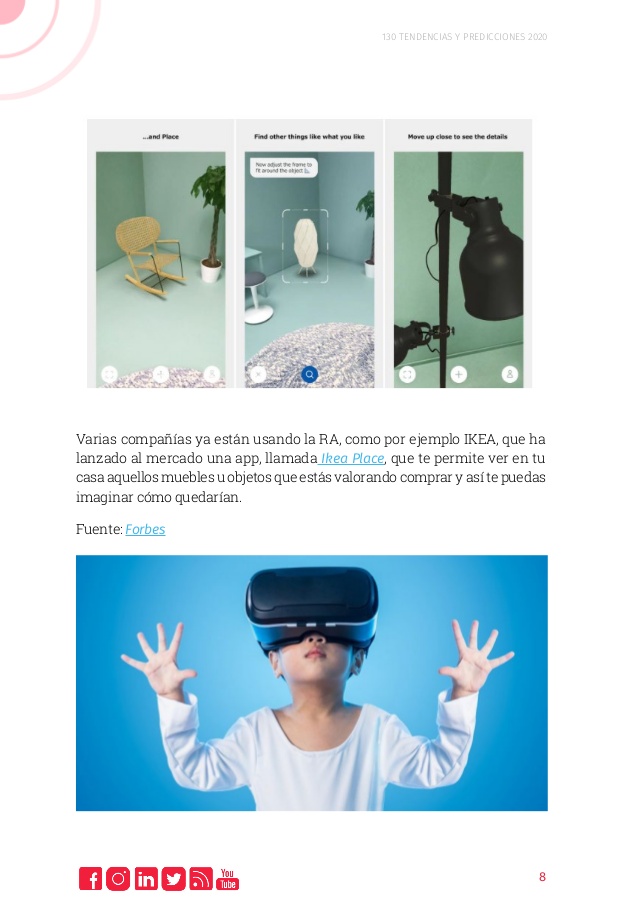 130 TENDENCIAS Y PREDICCIONES 2020
...and Place
Find other things like what you like
Move up close to see the details
Now adjust the frame to
fit around the object
Varias compañías ya están usando la RA, como por ejemplo IKEA, que ha
lanzado al mercado una app, llamada Ikea Place, que te permite ver en tu
casa aquellos muebles u objetos que estás valorando comprar y así te puedas
imaginar cómo quedarían.
Fuente: Forbes
You
Tube
8